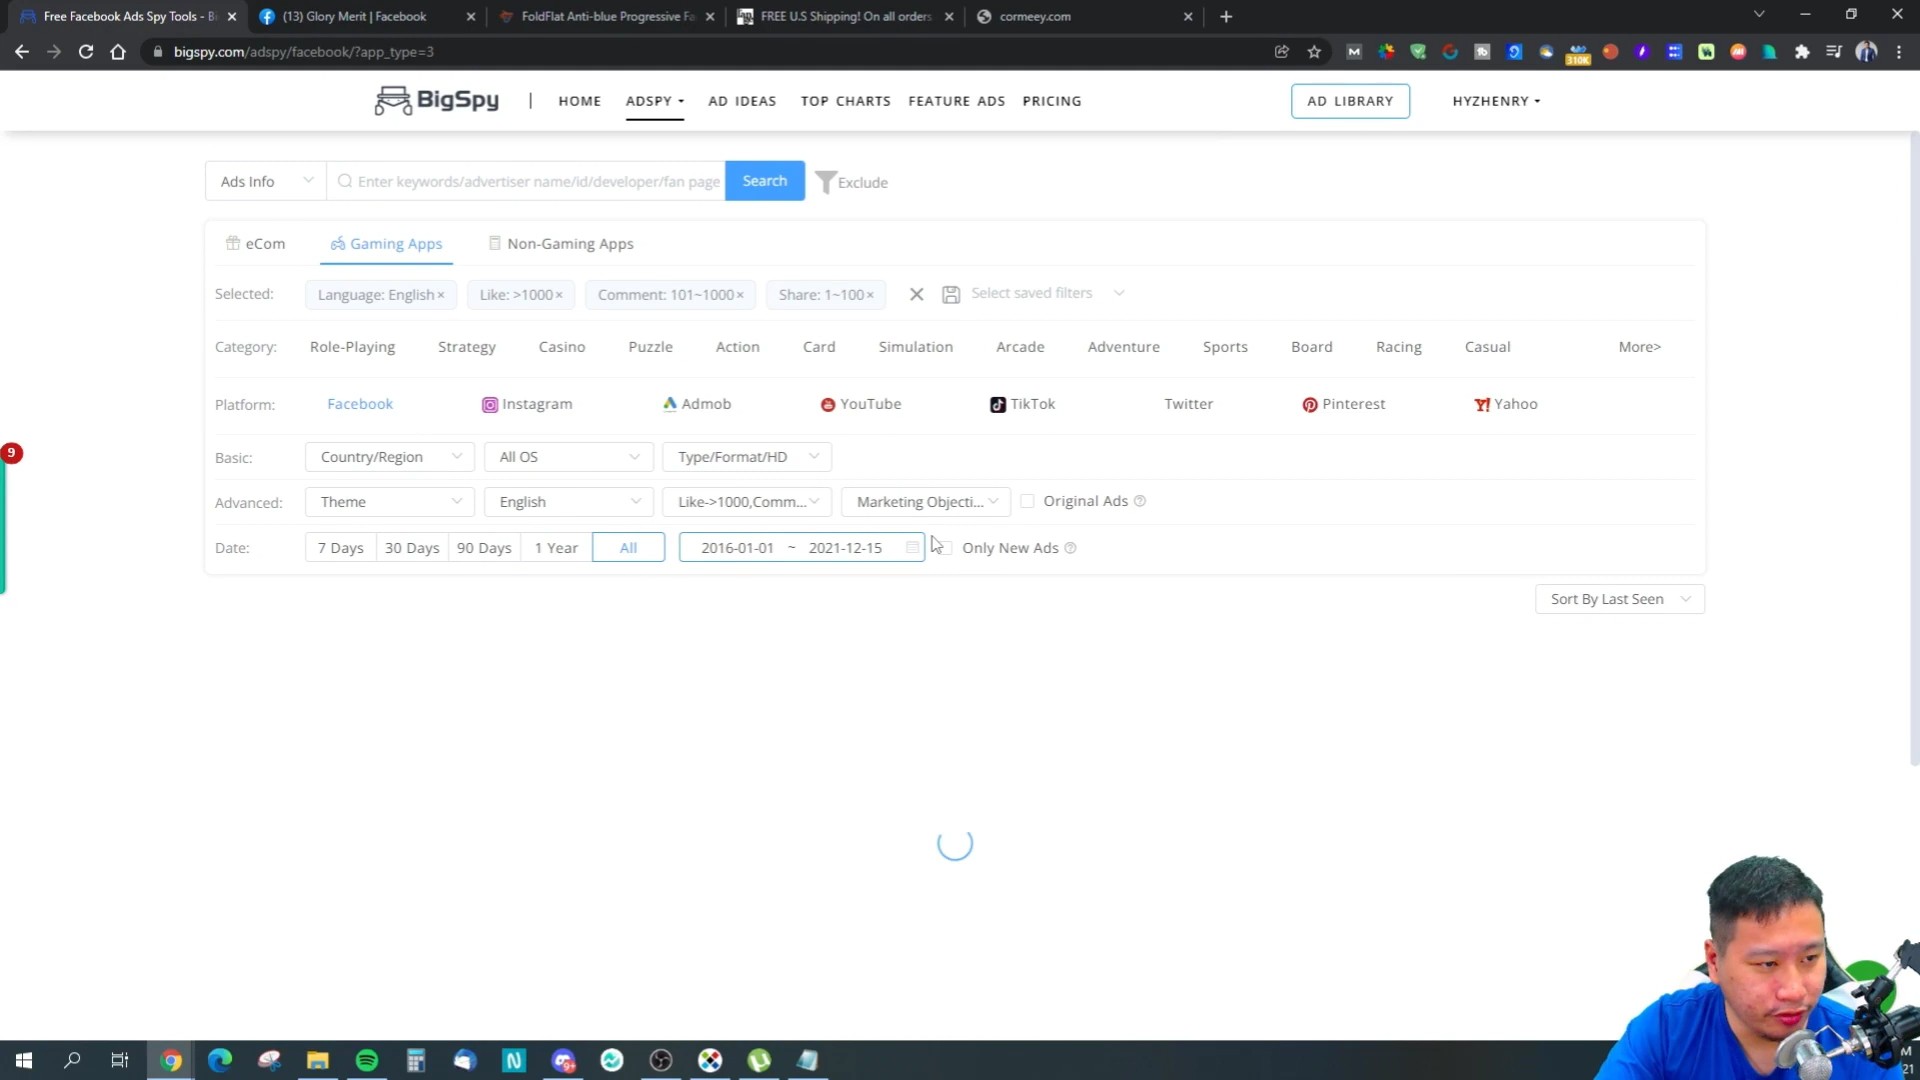 Free Facebook Ads Spy Tools - Bi
(13) Glory Merit | Facebook
FoldFlat Anti-blue Progressive Fa
FREE U.S Shipping! On all orders
cormeey.com
bigspy.com/adspy/facebook/?app_type=3
310K
BigSpy
HOME
ADSPY
AD IDEAS
TOP CHARTS
FEATURE ADS
PRICING
AD LIBRARY
HYZHENRY
Ads Info
Enter keywords/advertiser name/id/developer/fan page
Search
Exclude
eCom
Gaming Apps
Non-Gaming Apps
Selected:
Language: English×
Like: >1000×
Comment: 101~1000×
Share: 1~100×
Select saved filters
Category:
Role-Playing
Strategy
Casino
Puzzle
Action
Card
Simulation
Arcade
Adventure
Sports
Board
Racing
Casual
More>
Platform:
Facebook
Instagram
Admob
YouTube
TikTok
Twitter
Pinterest
Yahoo
9
Basic:
Country/Region
All OS
Type/Format/HD
Advanced:
Theme
English
Like->1000,Comm...
Marketing Objecti...
Original Ads
Date:
7 Days
30 Days
90 Days
1 Year
All
2016-01-01 ~ 2021-12-15
Only New Ads
Sort By Last Seen
M
21